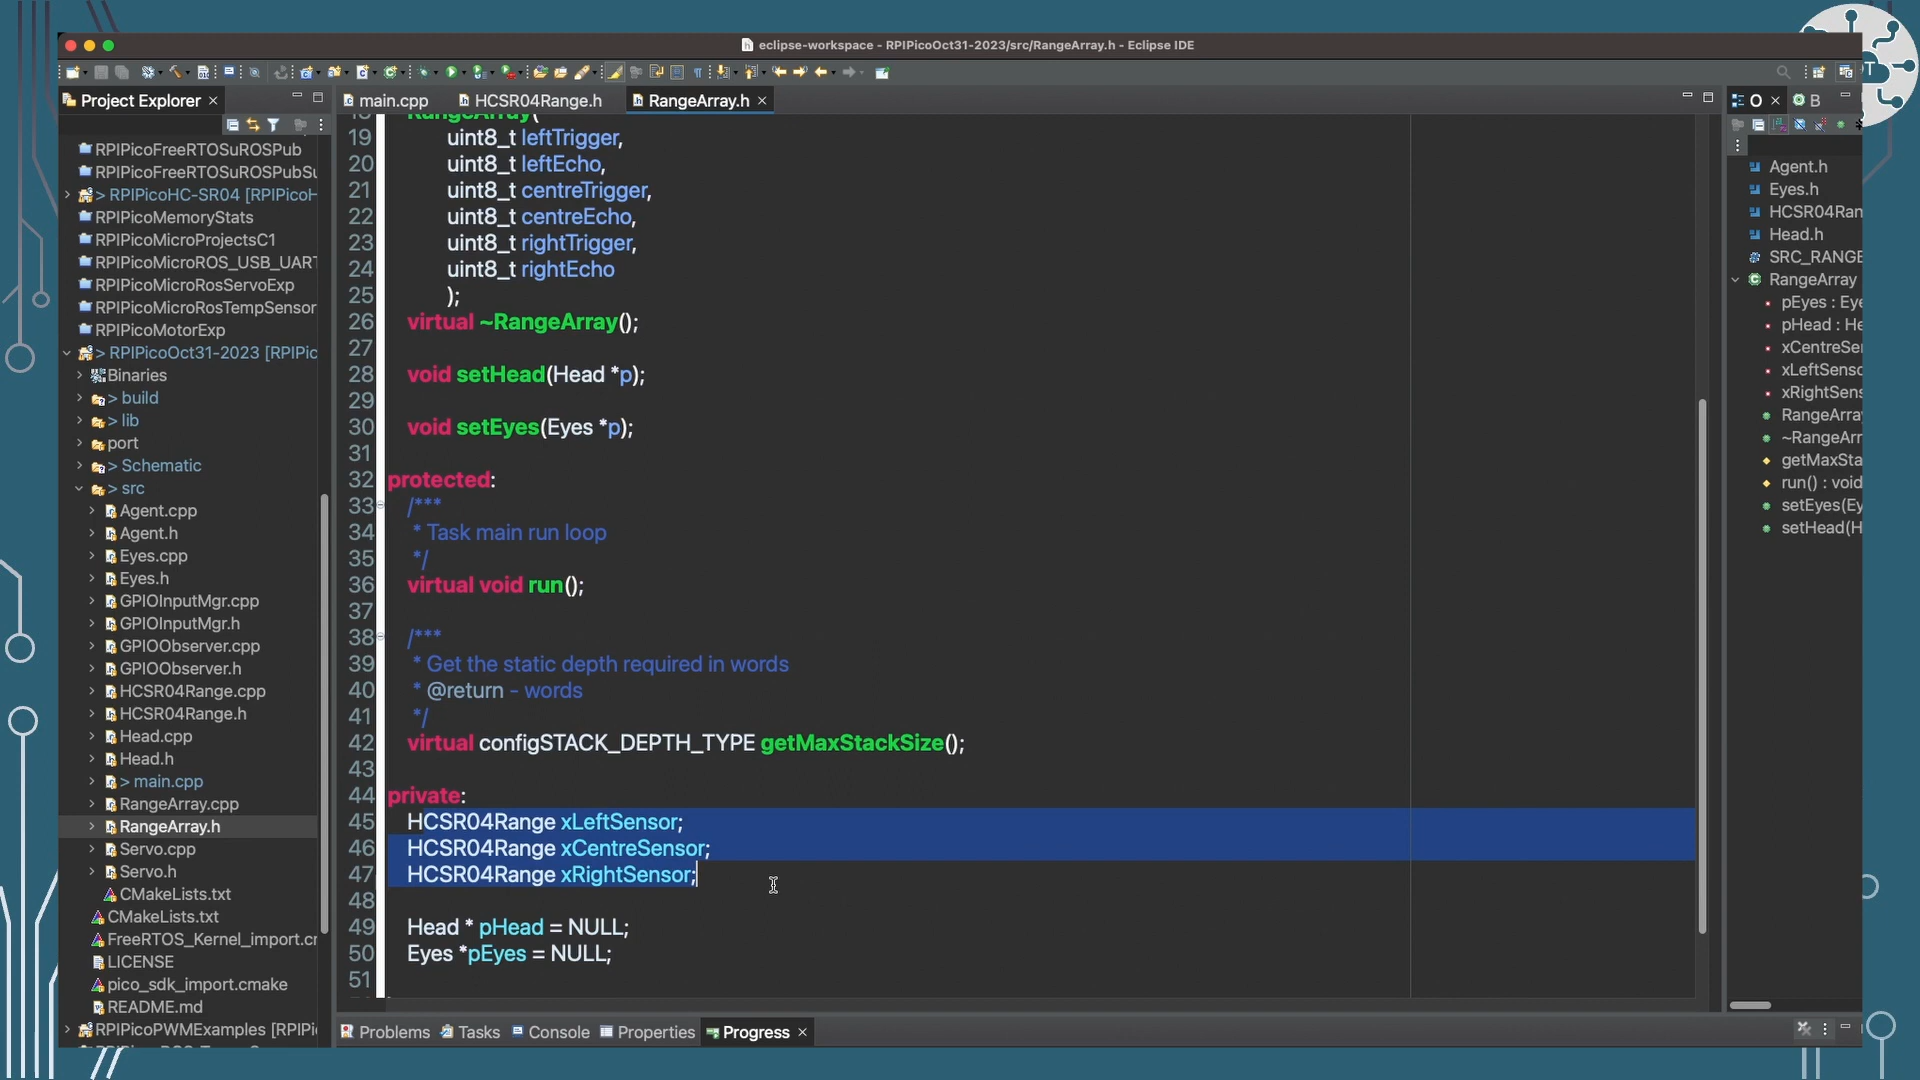 eclipse-workspace - RPIPicoOct31-2023/src/RangeArray.h - Eclipse IDE
Project Explorer
main.cpp
HCSR04Range.h
RangeArray.h
O
B
RPIPicoFreeRTOSuROSPub
RPIPicoFreeRTOSuROSPubSu
> RPIPicoHC-SR04 [RPIPicoH
RPIPicoMemoryStats
RPIPicoMicroProjectsC1
RPIPicoMicroROS_USB_UART
RPIPicoMicroRosServoExp
RPIPicoMicroRosTempSensor
RPIPicoMotorExp
> RPIPicoOct31-2023 [RPIPic
Binaries
> build
> lib
port
> Schematic
> src
Agent.cpp
Agent.h
Eyes.cpp
Eyes.h
GPIOInputMgr.cpp
GPIOInputMgr.h
GPIOObserver.cpp
GPIOObserver.h
HCSR04Range.cpp
HCSR04Range.h
Head.cpp
Head.h
> main.cpp
RangeArray.cpp
RangeArray.h
Servo.cpp
Servo.h
CMakeLists.txt
CMakeLists.txt
FreeRTOS_Kernel_import.cr
LICENSE
pico_sdk_import.cmake
README.md
RPIPicoPWMExamples [RPIPi
18 RangeArray(
19 uint8_t leftTrigger,
20 uint8_t leftEcho,
21 uint8_t centreTrigger,
22 uint8_t centreEcho,
23 uint8_t rightTrigger,
24 uint8_t rightEcho
25 );
26 virtual ~RangeArray();
27
28 void setHead(Head *p);
29
30 void setEyes(Eyes *p);
31
32 protected:
33 /***
34 * Task main run loop
35 */
36 virtual void run();
37
38 /***
39 * Get the static depth required in words
40 * @return - words
41 */
42 virtual configSTACK_DEPTH_TYPE getMaxStackSize();
43
44 private:
45 HCSR04Range xLeftSensor;
46 HCSR04Range xCentreSensor;
47 HCSR04Range xRightSensor;
48
49 Head * pHead = NULL;
50 Eyes *pEyes = NULL;
51
Agent.h
Eyes.h
HCSR04Ran
Head.h
SRC_RANGE
RangeArray
pEyes : Eye
pHead : He
xCentreSe
xLeftSenso
xRightSens
RangeArray
~RangeArr
getMaxSta
run() : void
setEyes(Ey
setHead(H
Problems
Tasks
Console
Properties
Progress
T